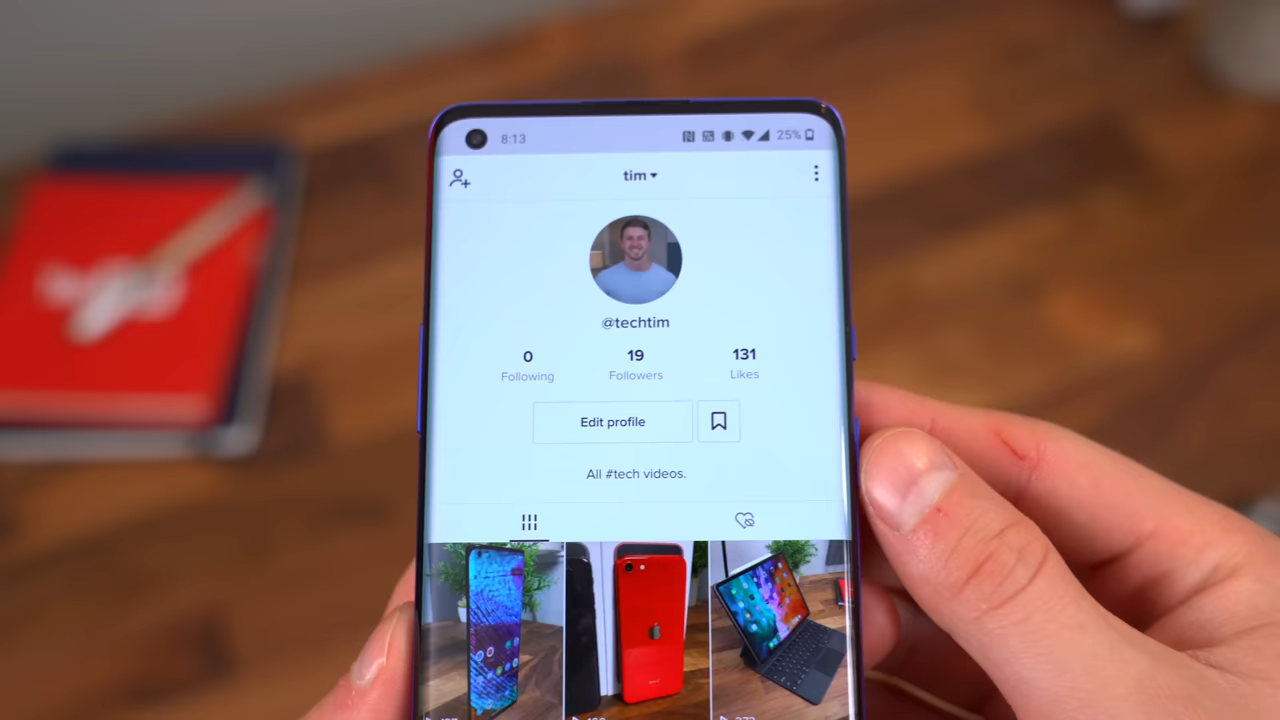 8:13
25%
tim
@techtim
0 19 131
Following Followers Likes
Edit profile
All #tech videos.